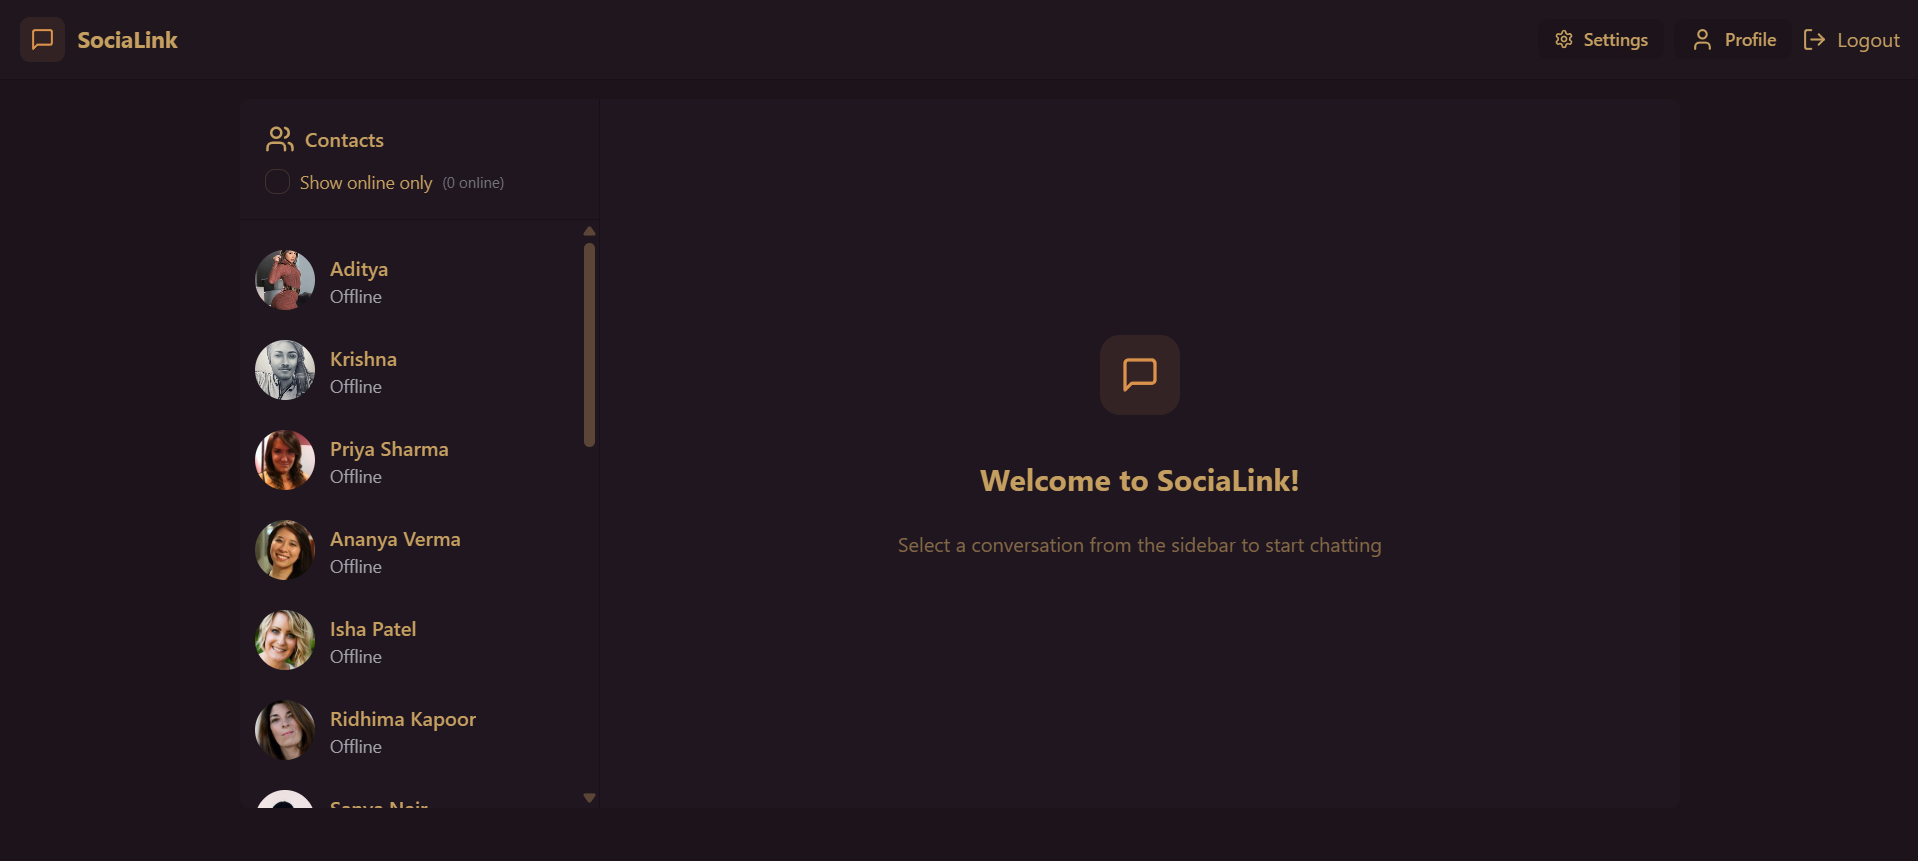 SociaLink
Settings
Profile
Logout
Contacts
Show online only (0 online)
Aditya
Offline
Krishna
Offline
Priya Sharma
Offline
Ananya Verma
Offline
Isha Patel
Offline
Ridhima Kapoor
Offline
Welcome to SociaLink!
Select a conversation from the sidebar to start chatting